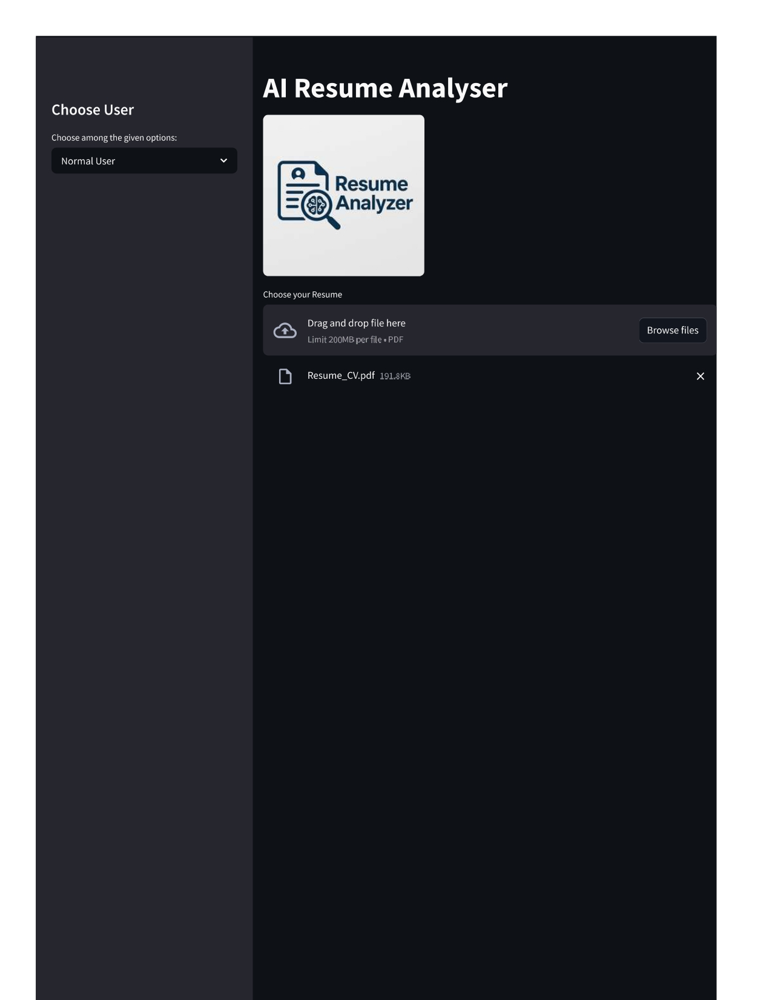 Choose User
Choose among the given options:
Normal User
AI Resume Analyser
Resume
Analyzer
Choose your Resume
Drag and drop file here
Limit 200MB per file • PDF
Browse files
Resume_CV.pdf 191.8KB